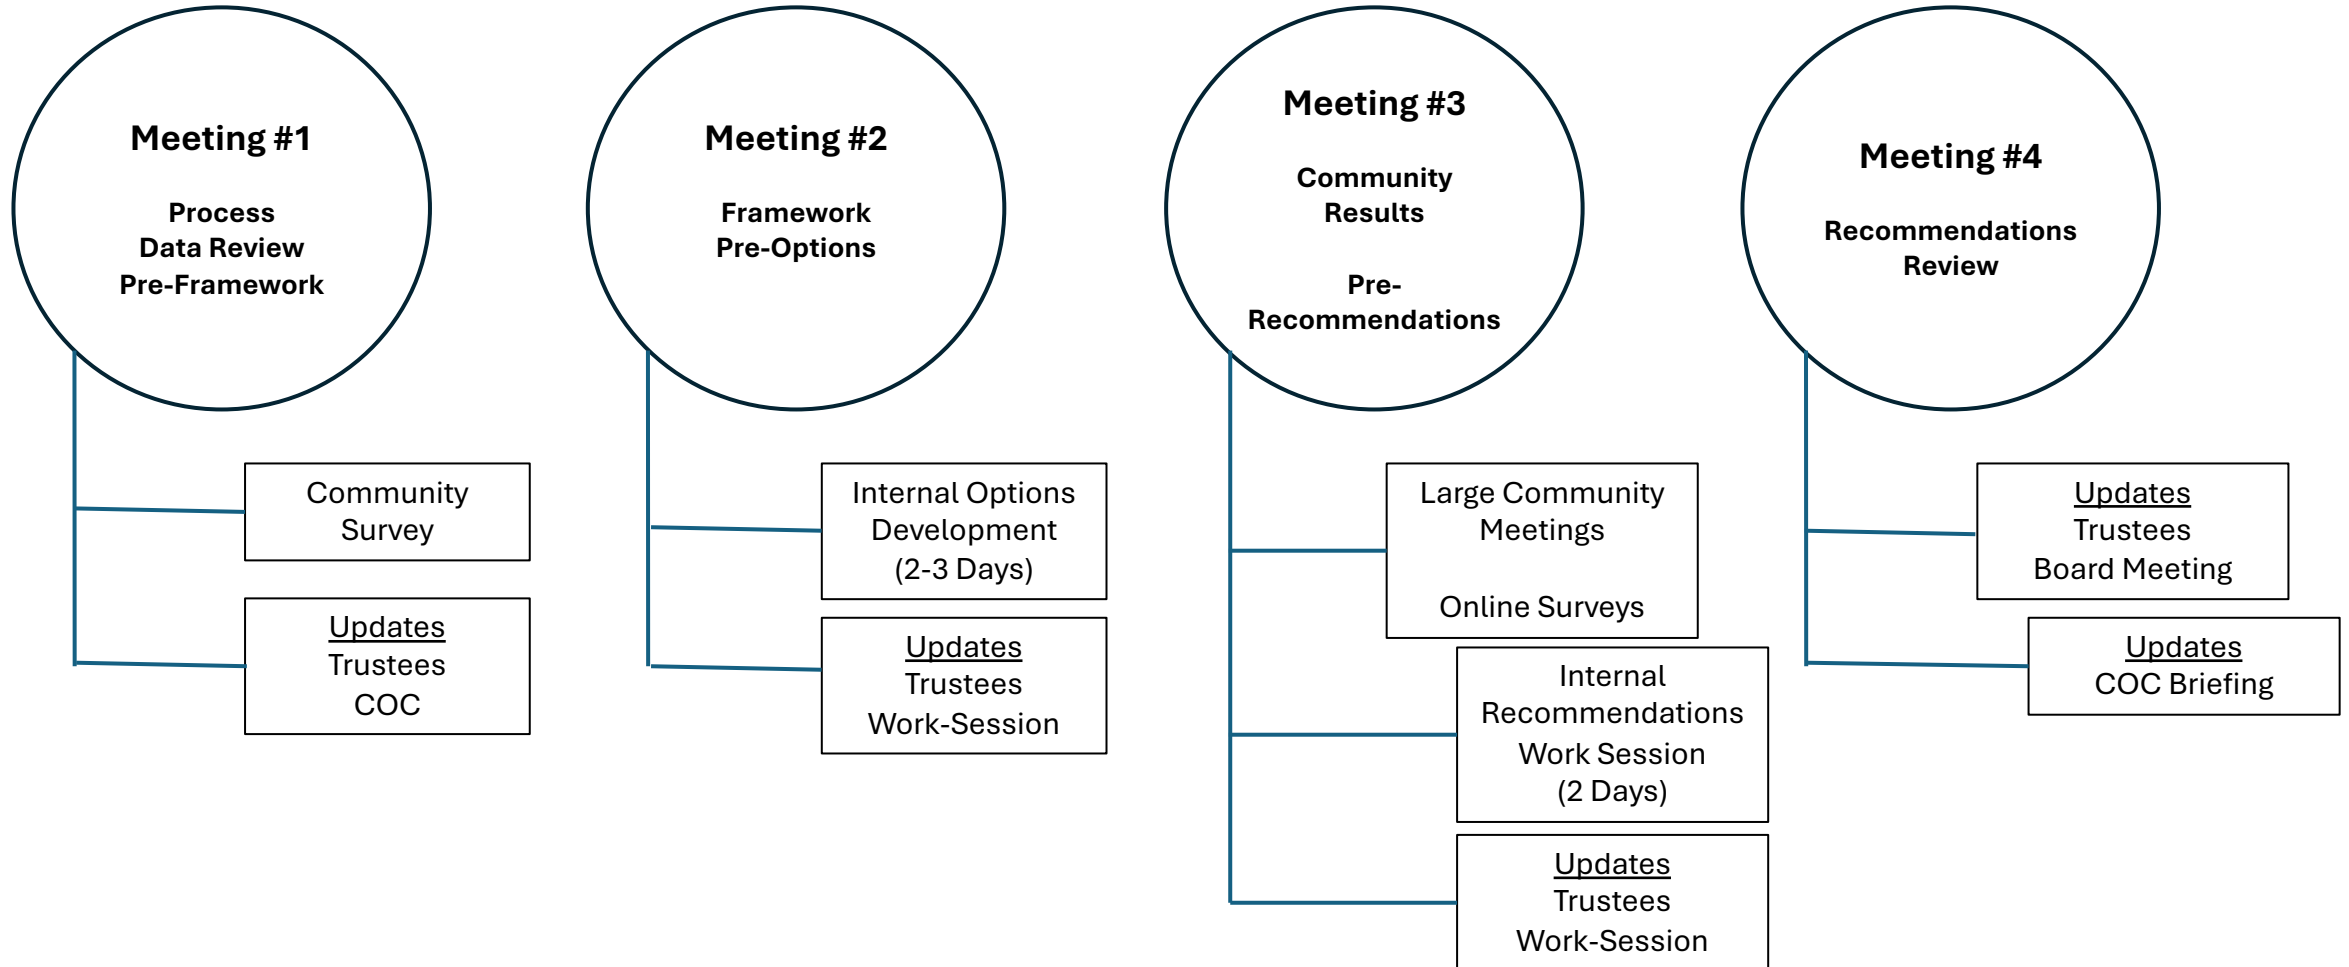 Meeting #1
Process
Data Review
Pre-Framework
Community
Survey
Updates
Trustees
COC
Meeting #2
Framework
Pre-Options
Internal Options
Development
(2-3 Days)
Updates
Trustees
Work-Session
Meeting #3
Community
Results
Pre-
Recommendations
Large Community
Meetings
Online Surveys
Internal
Recommendations
Work Session
(2 Days)
Updates
Trustees
Work-Session
Meeting #4
Recommendations
Review
Updates
Trustees
Board Meeting
Updates
COC Briefing